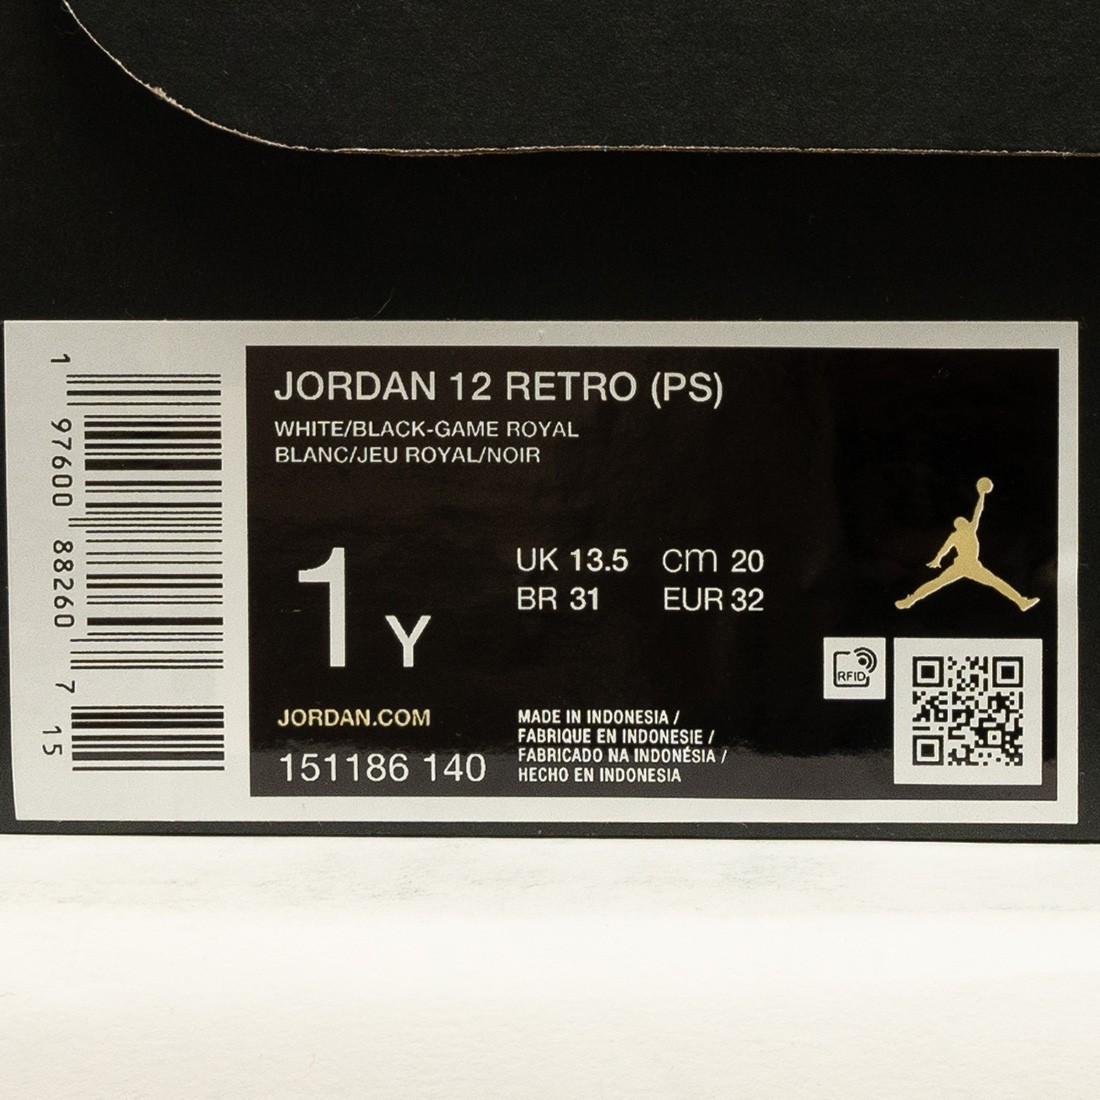 JORDAN 12 RETRO (PS)
WHITE/BLACK-GAME ROYAL
BLANC/JEU ROYAL/NOIR
1 Y
UK 13.5 cm 20
BR 31 EUR 32
RFID
JORDAN.COM
151186 140
MADE IN INDONESIA /
FABRIQUE EN INDONESIE /
FABRICADO NA INDONÉSIA /
HECHO EN INDONESIA
1 97600 88260 7 15